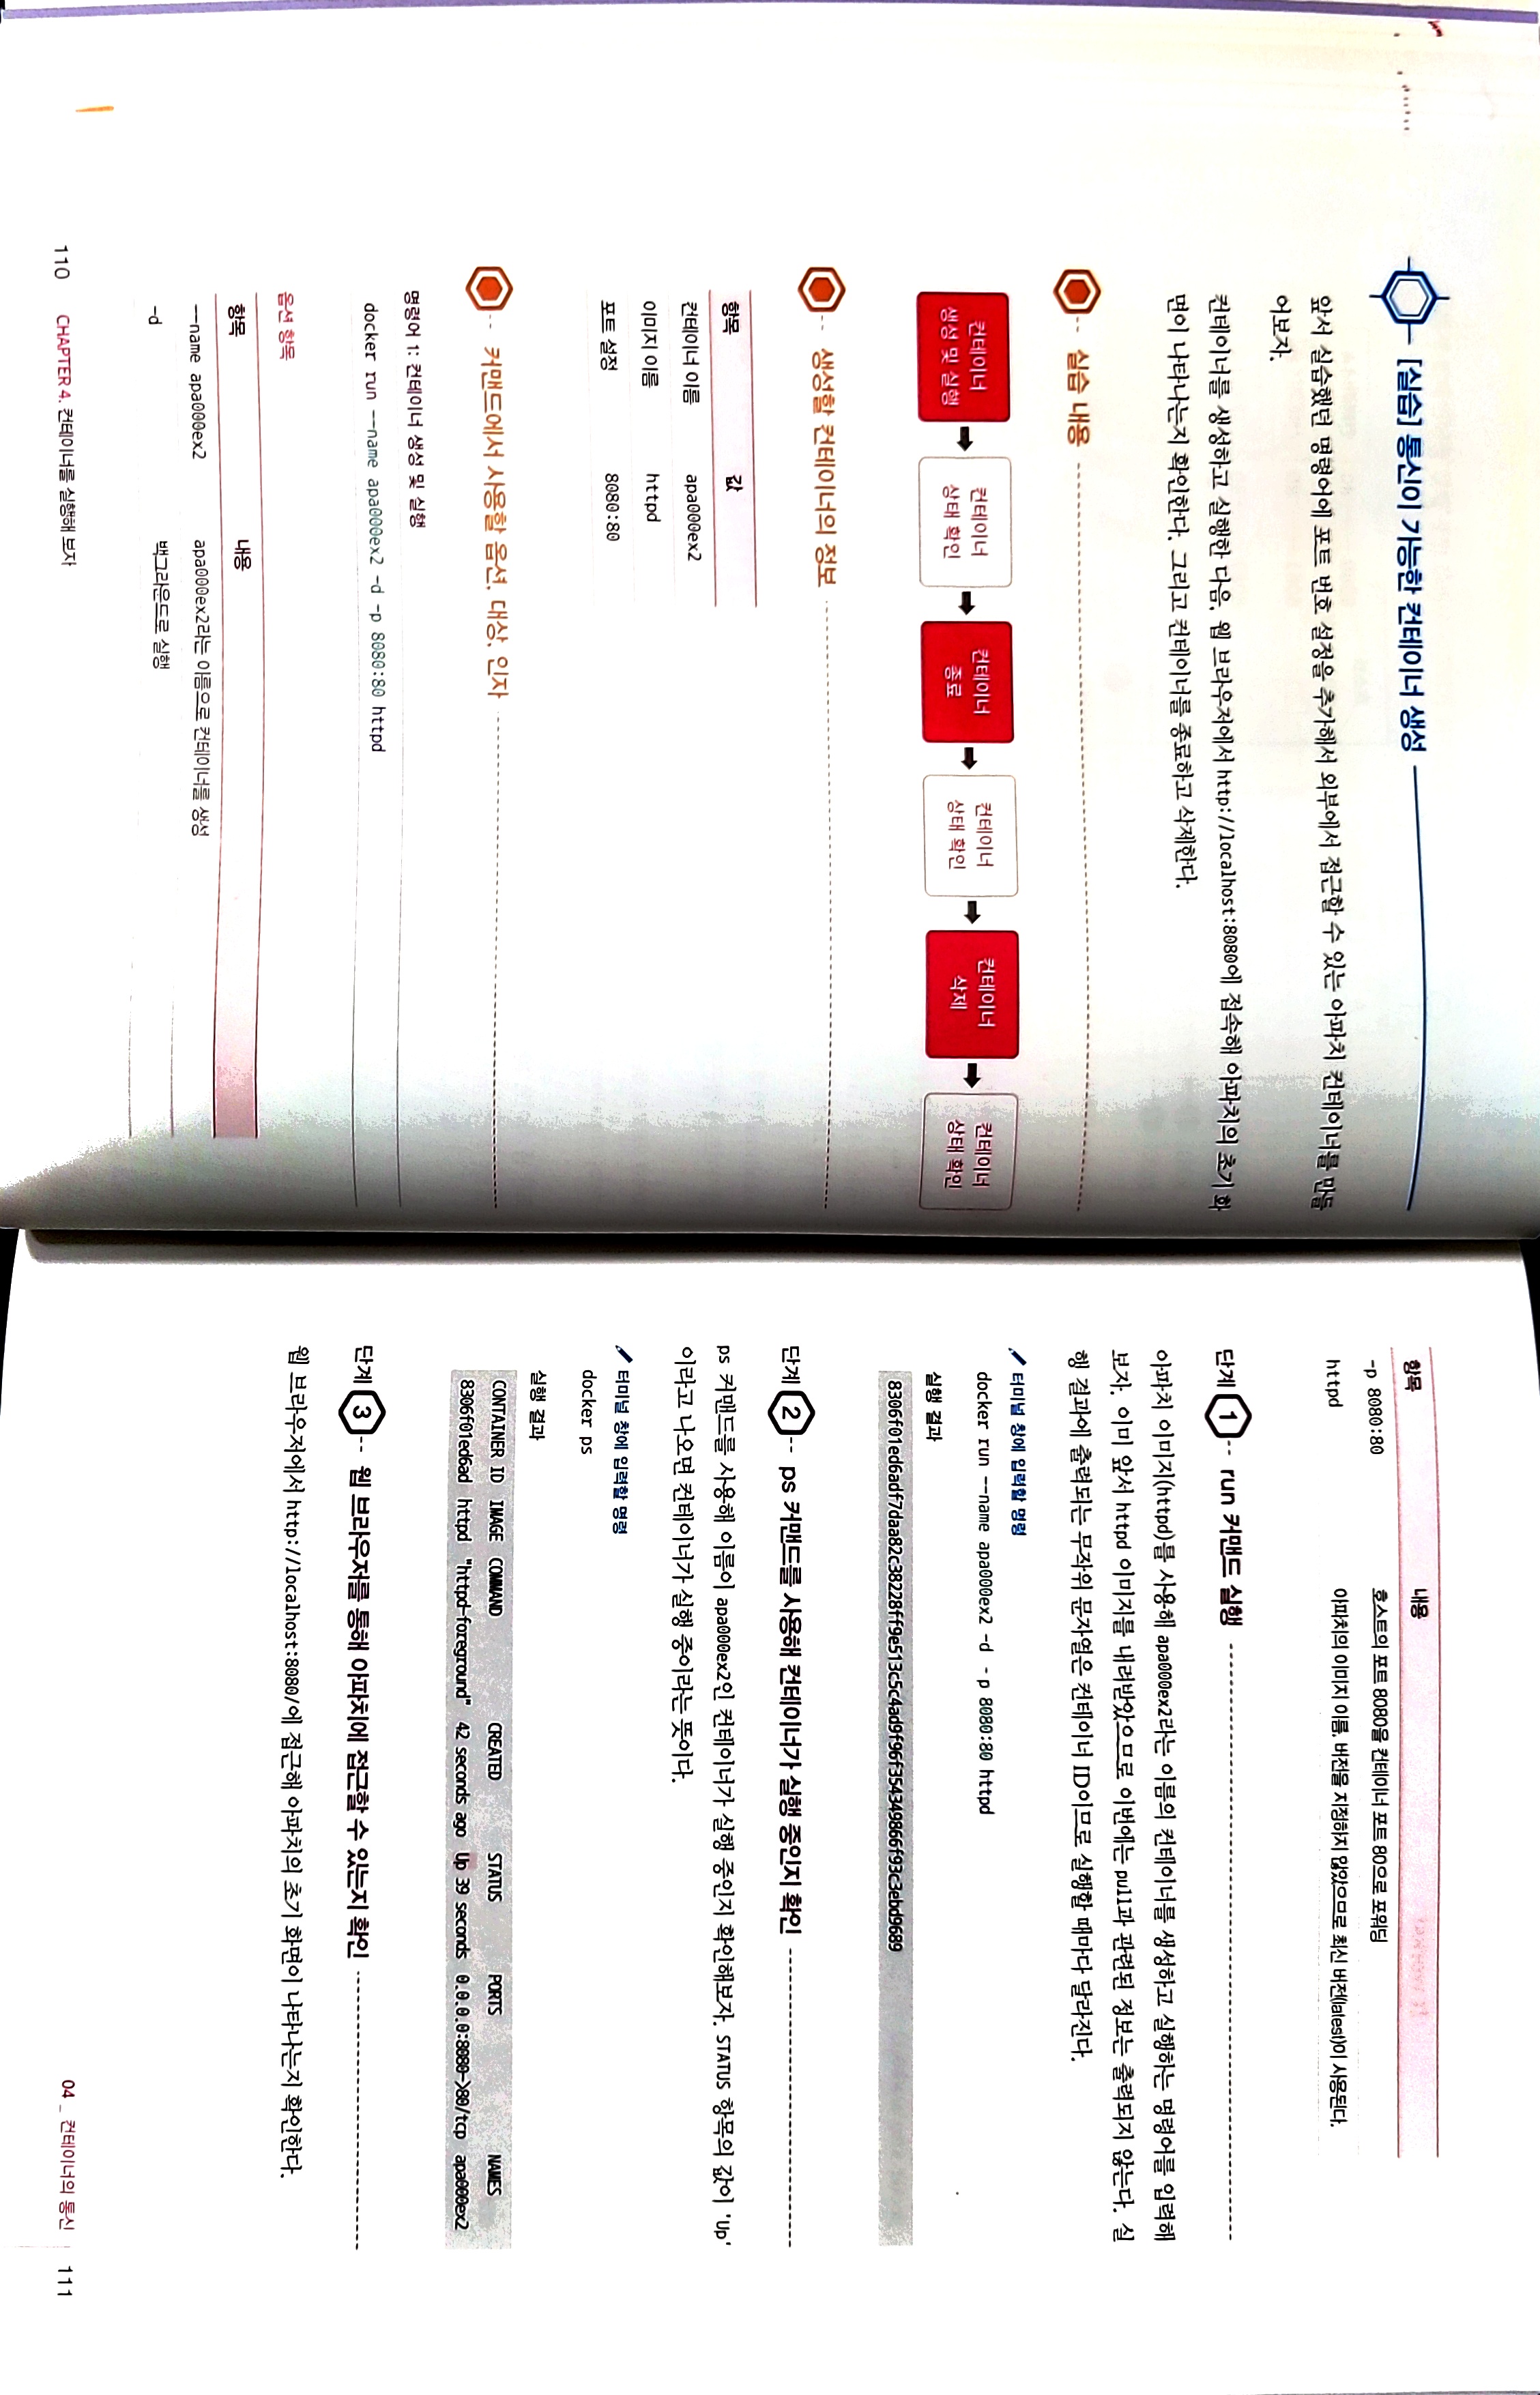 [실습] 통신이 가능한 컨테이너 생성
앞서 실습했던 명령어에 포트 번호 설정을 추가해서 외부에서 접근할 수 있는 아파치 컨테이너를 만들
어보자.
컨테이너를 생성하고 실행한 다음, 웹 브라우저에서 http://localhost:8080에 접속해 아파치의 초기 화
면이 나타나는지 확인한다. 그리고 컨테이너를 종료하고 삭제한다.
실습 내용
컨테이너
생성 및 실행
컨테이너
상태 확인
컨테이너
종료
컨테이너
상태 확인
컨테이너
삭제
컨테이너
상태 확인
생성할 컨테이너의 정보
항목 값
컨테이너 이름 apa000ex2
이미지 이름 httpd
포트 설정 8080:80
커맨드에서 사용할 옵션, 대상, 인자
명령어 1: 컨테이너 생성 및 실행
docker run --name apa000ex2 -d -p 8080:80 httpd
옵션 항목
항목 내용
--name apa000ex2 apa000ex2라는 이름으로 컨테이너를 생성
-d 백그라운드로 실행
110 CHAPTER 4. 컨테이너를 실행해 보자
항목 내용
-p 8080:80 호스트의 포트 8080을 컨테이너 포트 80으로 포워딩
httpd 아파치의 이미지 이름. 버전을 지정하지 않았으므로 최신 버전(latest)이 사용된다.
단계 1 run 커맨드 실행
아파치 이미지(httpd)를 사용해 apa000ex2라는 이름의 컨테이너를 생성하고 실행하는 명령어를 입력해
보자. 이미 앞서 httpd 이미지를 내려받았으므로 이번에는 pull과 관련된 정보는 출력되지 않는다. 실
행 결과에 출력되는 무작위 문자열은 컨테이너 ID이므로 실행할 때마다 달라진다.
터미널 창에 입력할 명령
docker run --name apa000ex2 -d -p 8080:80 httpd
실행 결과
8306f01ed6adf7daa82c38228ff9e513c5c4ad9f96f354349866f93c3ebd9689
단계 2 ps 커맨드를 사용해 컨테이너가 실행 중인지 확인
ps 커맨드를 사용해 이름이 apa000ex2인 컨테이너가 실행 중인지 확인해보자. STATUS 항목의 값이 'Up'
이라고 나오면 컨테이너가 실행 중이라는 뜻이다.
터미널 창에 입력할 명령
docker ps
실행 결과
CONTAINER ID IMAGE COMMAND CREATED STATUS PORTS NAMES
8306f01ed6ad httpd "httpd-foreground" 42 seconds ago Up 39 seconds 0.0.0.0:8080->80/tcp apa000ex2
단계 3 웹 브라우저를 통해 아파치에 접근할 수 있는지 확인
웹 브라우저에서 http://localhost:8080/에 접근해 아파치의 초기 화면이 나타나는지 확인한다.
04 _ 컨테이너의 통신 111